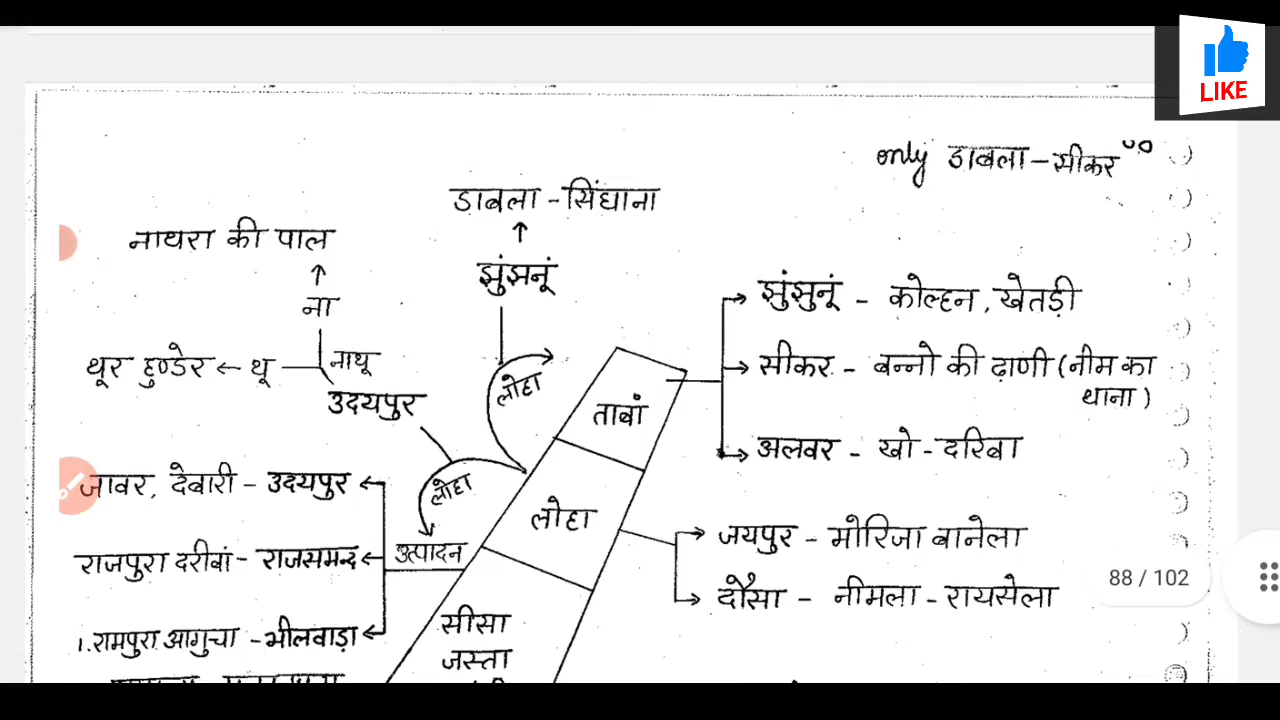 LIKE
only डाबला-सीकर
डाबला-सिंघाना
नाथरा की पाल
झुंझनूं
ना
झुंझुनूं - कोल्हन, खेतड़ी
थूर हुण्डेर ← थू
नाथू
सीकर - बन्नो की ढ़ाणी (नीम का
थाना)
उदयपुर
लोहा
ताबां
अलवर - खो-दरिबा
जावर, देबारी - उदयपुर
लोहा
लोहा
जयपुर - मोरिजा बानेला
राजपुरा दरीबां - राजसमन्द
उत्पादन
88 / 102
दौसा - नीमला - रायसेला
सीसा
1. रामपुरा आगुचा - भीलवाड़ा
जस्ता